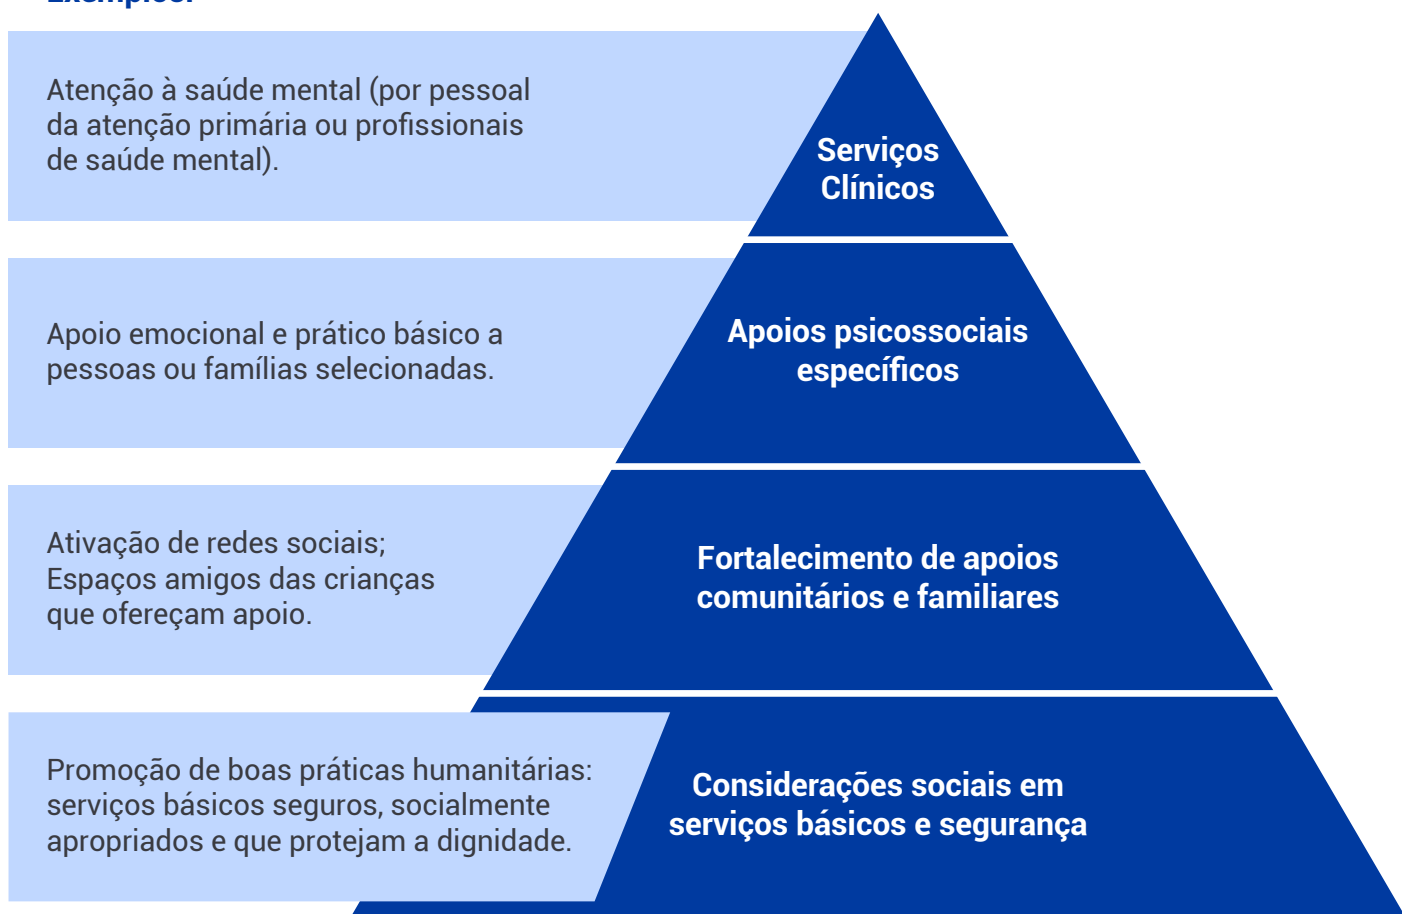 Exemplos:
Atenção à saúde mental (por pessoal
da atenção primária ou profissionais
de saúde mental).
Serviços
Clínicos
Apoio emocional e prático básico a
pessoas ou famílias selecionadas.
Apoios psicossociais
específicos
Ativação de redes sociais;
Espaços amigos das crianças
que ofereçam apoio.
Fortalecimento de apoios
comunitários e familiares
Promoção de boas práticas humanitárias:
serviços básicos seguros, socialmente
apropriados e que protejam a dignidade.
Considerações sociais em
serviços básicos e segurança